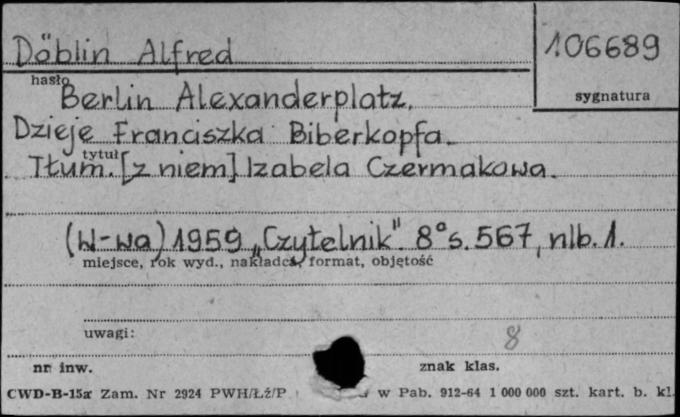 Döblin Alfred
106689
hasło
sygnatura
Berlin Alexanderplatz.
Dzieje Franciszka Biberkopfa.
tytuł
Tłum. [z niem] Izabela Czermakowa.
(W-wa) 1959 „Czytelnik". 8° s. 567, nlb. 1.
miejsce, rok wyd., nakładca, format, objętość
uwagi:
8
nr inw.
znak klas.
CWD-B-15a Zam. Nr 2924 PWH/Łź/P w Pab. 912-64 1 000 000 szt. kart. b. kl.